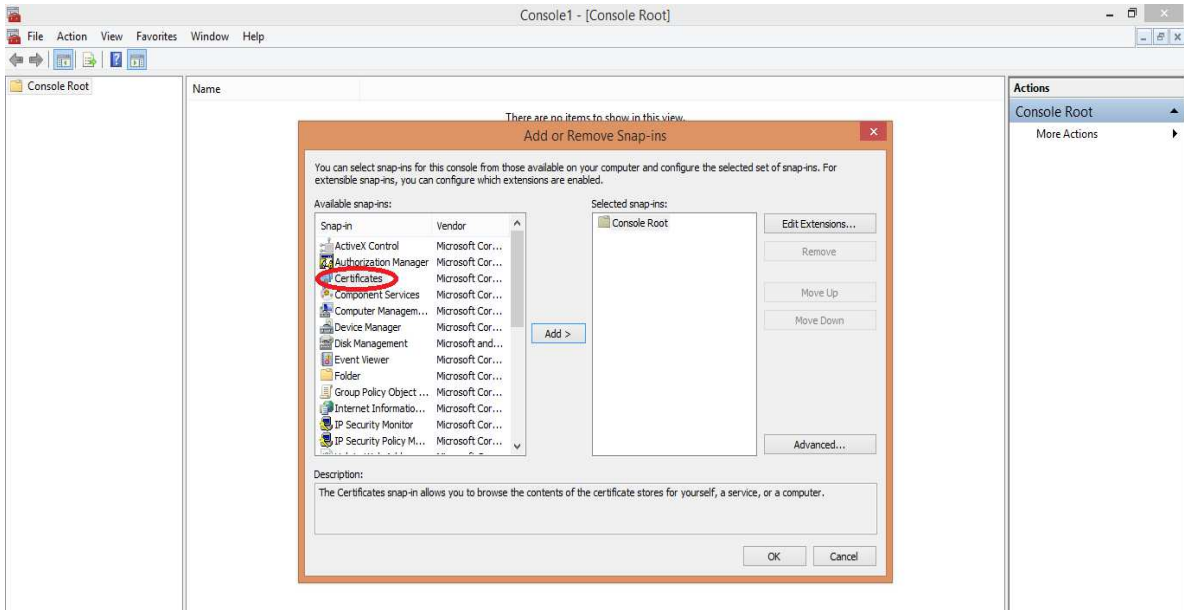 Console1 - [Console Root]
File Action View Favorites Window Help
Console Root
Name
There are no items to show in this view.
Actions
Console Root
More Actions
Add or Remove Snap-ins
You can select snap-ins for this console from those available on your computer and configure the selected set of snap-ins. For
extensible snap-ins, you can configure which extensions are enabled.
Available snap-ins:
Snap-in Vendor
ActiveX Control Microsoft Cor...
Authorization Manager Microsoft Cor...
Certificates Microsoft Cor...
Component Services Microsoft Cor...
Computer Managem... Microsoft Cor...
Device Manager Microsoft Cor...
Disk Management Microsoft and...
Event Viewer Microsoft Cor...
Folder Microsoft Cor...
Group Policy Object ... Microsoft Cor...
Internet Informatio... Microsoft Cor...
IP Security Monitor Microsoft Cor...
IP Security Policy M... Microsoft Cor...
Add >
Selected snap-ins:
Console Root
Edit Extensions...
Remove
Move Up
Move Down
Advanced...
Description:
The Certificates snap-in allows you to browse the contents of the certificate stores for yourself, a service, or a computer.
OK Cancel